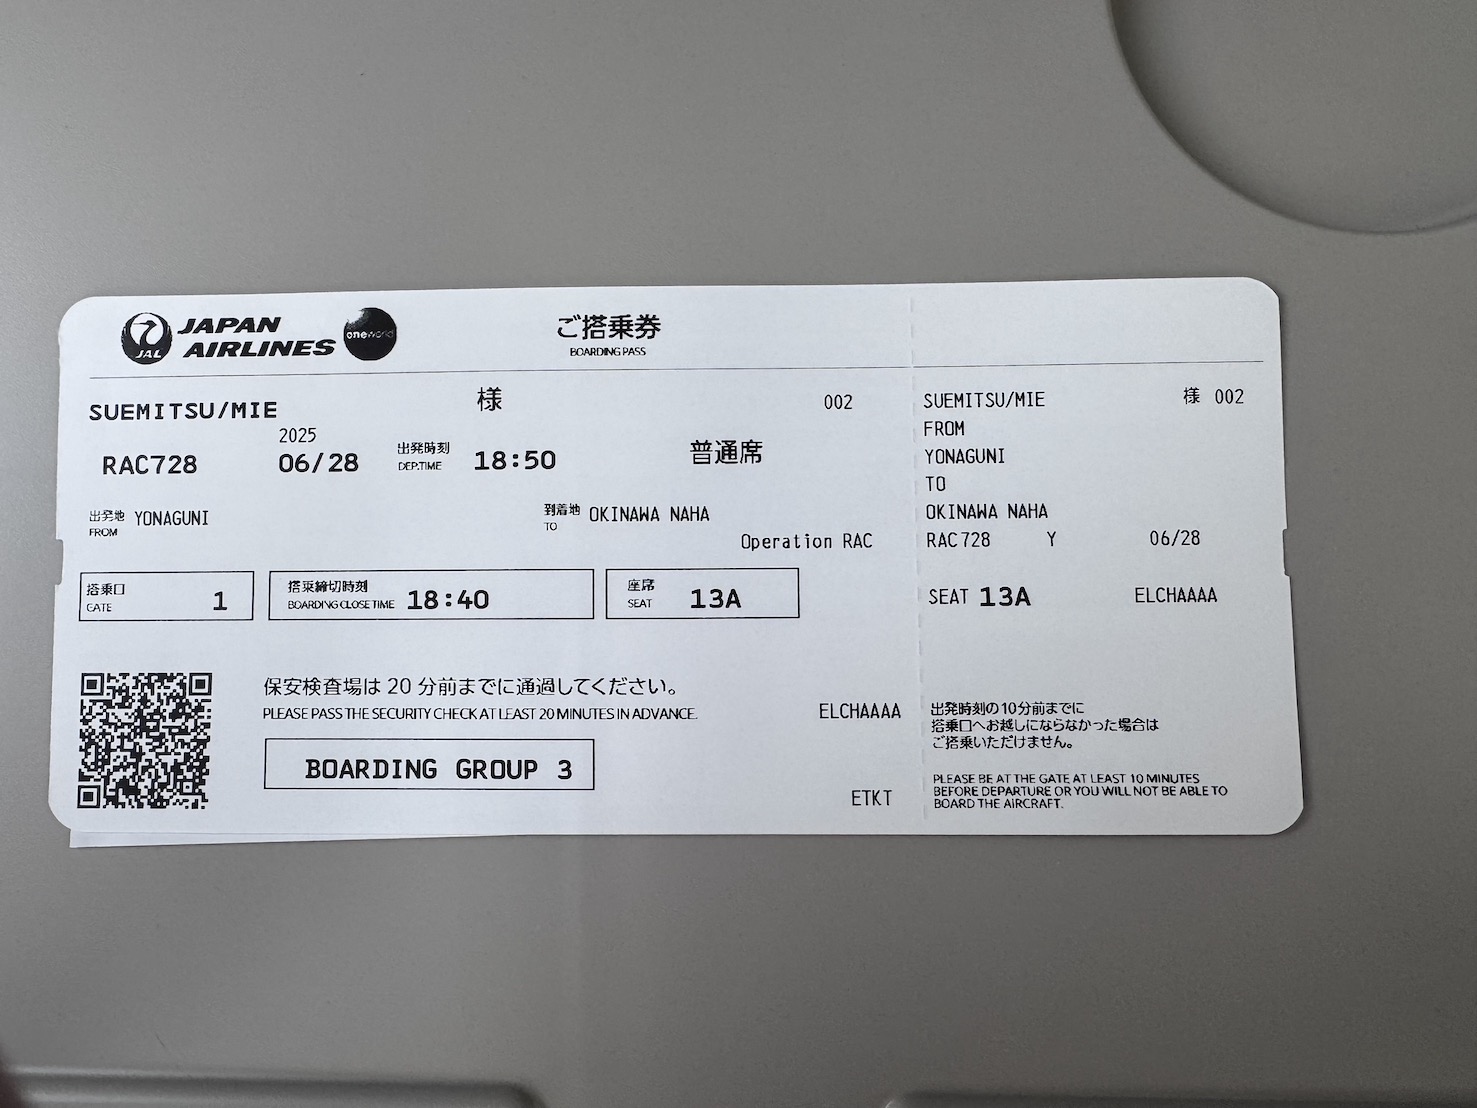 JAL
JAPAN
AIRLINES
oneworld
ご搭乗券
BOARDING PASS
SUEMITSU/MIE 様 002
RAC728 2025 06/28 出発時刻 DEP.TIME 18:50 普通席
出発地 FROM YONAGUNI 到着地 TO OKINAWA NAHA
Operation RAC
搭乗口 GATE 1
搭乗締切時刻 BOARDING CLOSE TIME 18:40
座席 SEAT 13A
保安検査場は 20 分前までに通過してください。
PLEASE PASS THE SECURITY CHECK AT LEAST 20 MINUTES IN ADVANCE.
ELCHAAAA
BOARDING GROUP 3
ETKT
SUEMITSU/MIE 様 002
FROM
YONAGUNI
TO
OKINAWA NAHA
RAC728 Y 06/28
SEAT 13A ELCHAAAA
出発時刻の10分前までに
搭乗口へお越しにならなかった場合は
ご搭乗いただけません。
PLEASE BE AT THE GATE AT LEAST 10 MINUTES
BEFORE DEPARTURE OR YOU WILL NOT BE ABLE TO
BOARD THE AIRCRAFT.